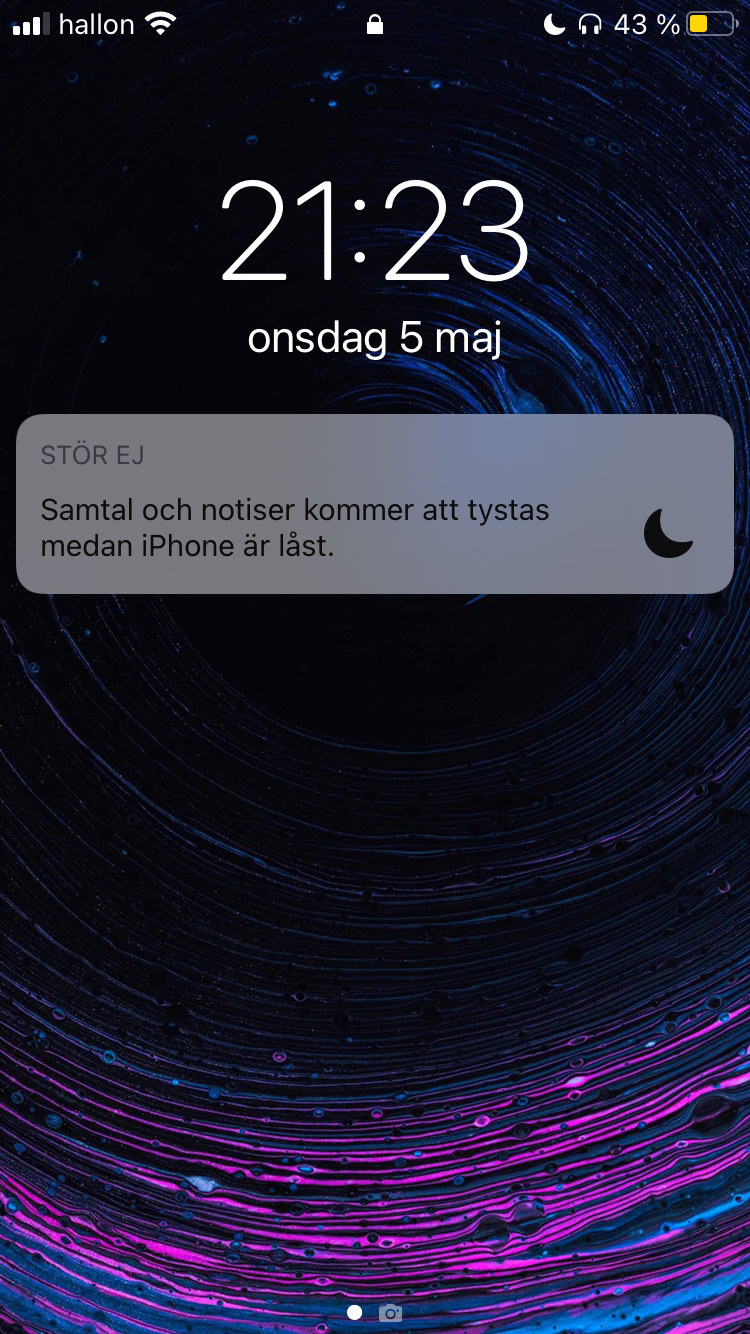 hallon 43 %
21:23
onsdag 5 maj
STÖR EJ
Samtal och notiser kommer att tystas
medan iPhone är låst.